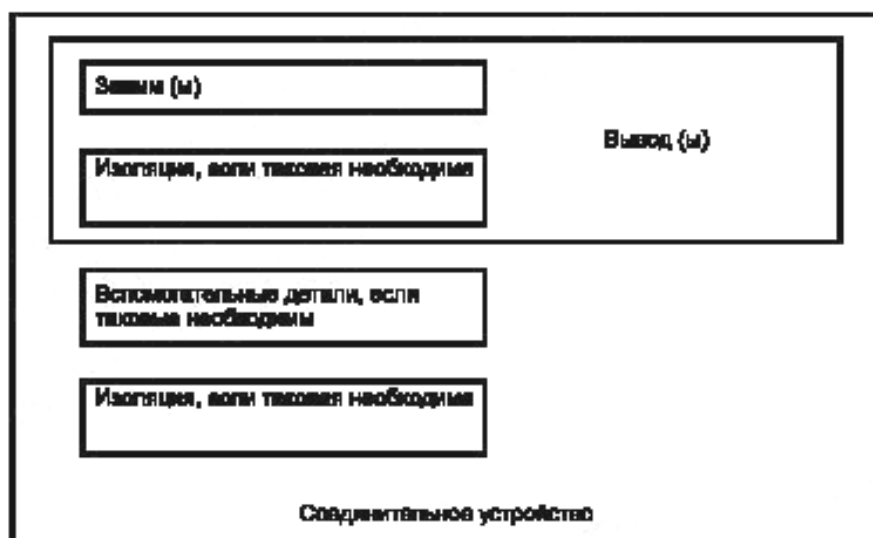 Зажим (ы)
Вывод (ы)
Изоляция, если таковая необходима
Вспомогательные детали, если
таковые необходимы
Изоляция, если таковая необходима
Соединительное устройство